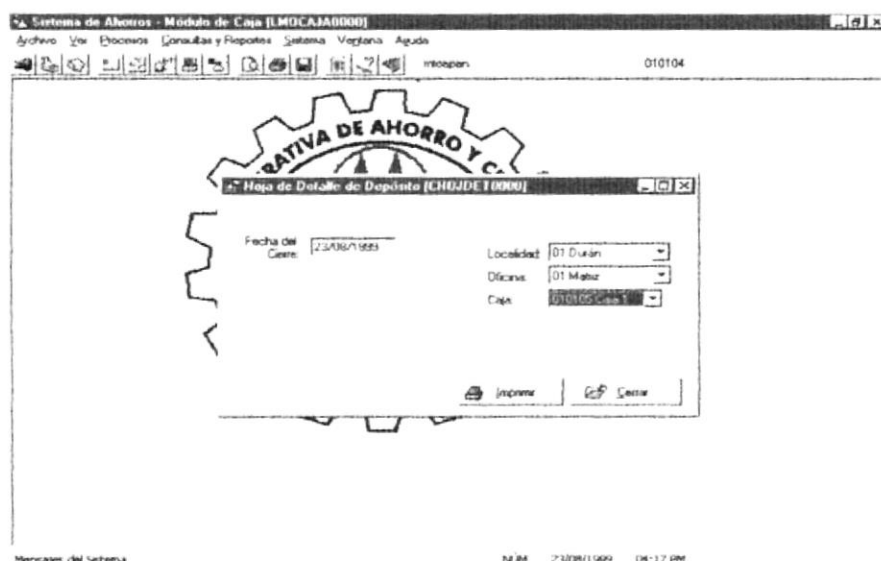 Sistema de Ahorros - Módulo de Caja [LMOCAJA0000]
Archivo Ver Procesos Consultas y Reportes Sistema Ventana Ayuda
010104
RATIVA DE AHORRO Y C
Hoja de Detalle de Depósito [CHOJDET0000]
Fecha del Cierre: 23/08/1999
Localidad: 01 Durán
Oficina: 01 Matriz
Caja: 010105 Caja 1
Imprimir Cerrar
Mensajes del Sistema NUM 23/08/1999 04:17 PM